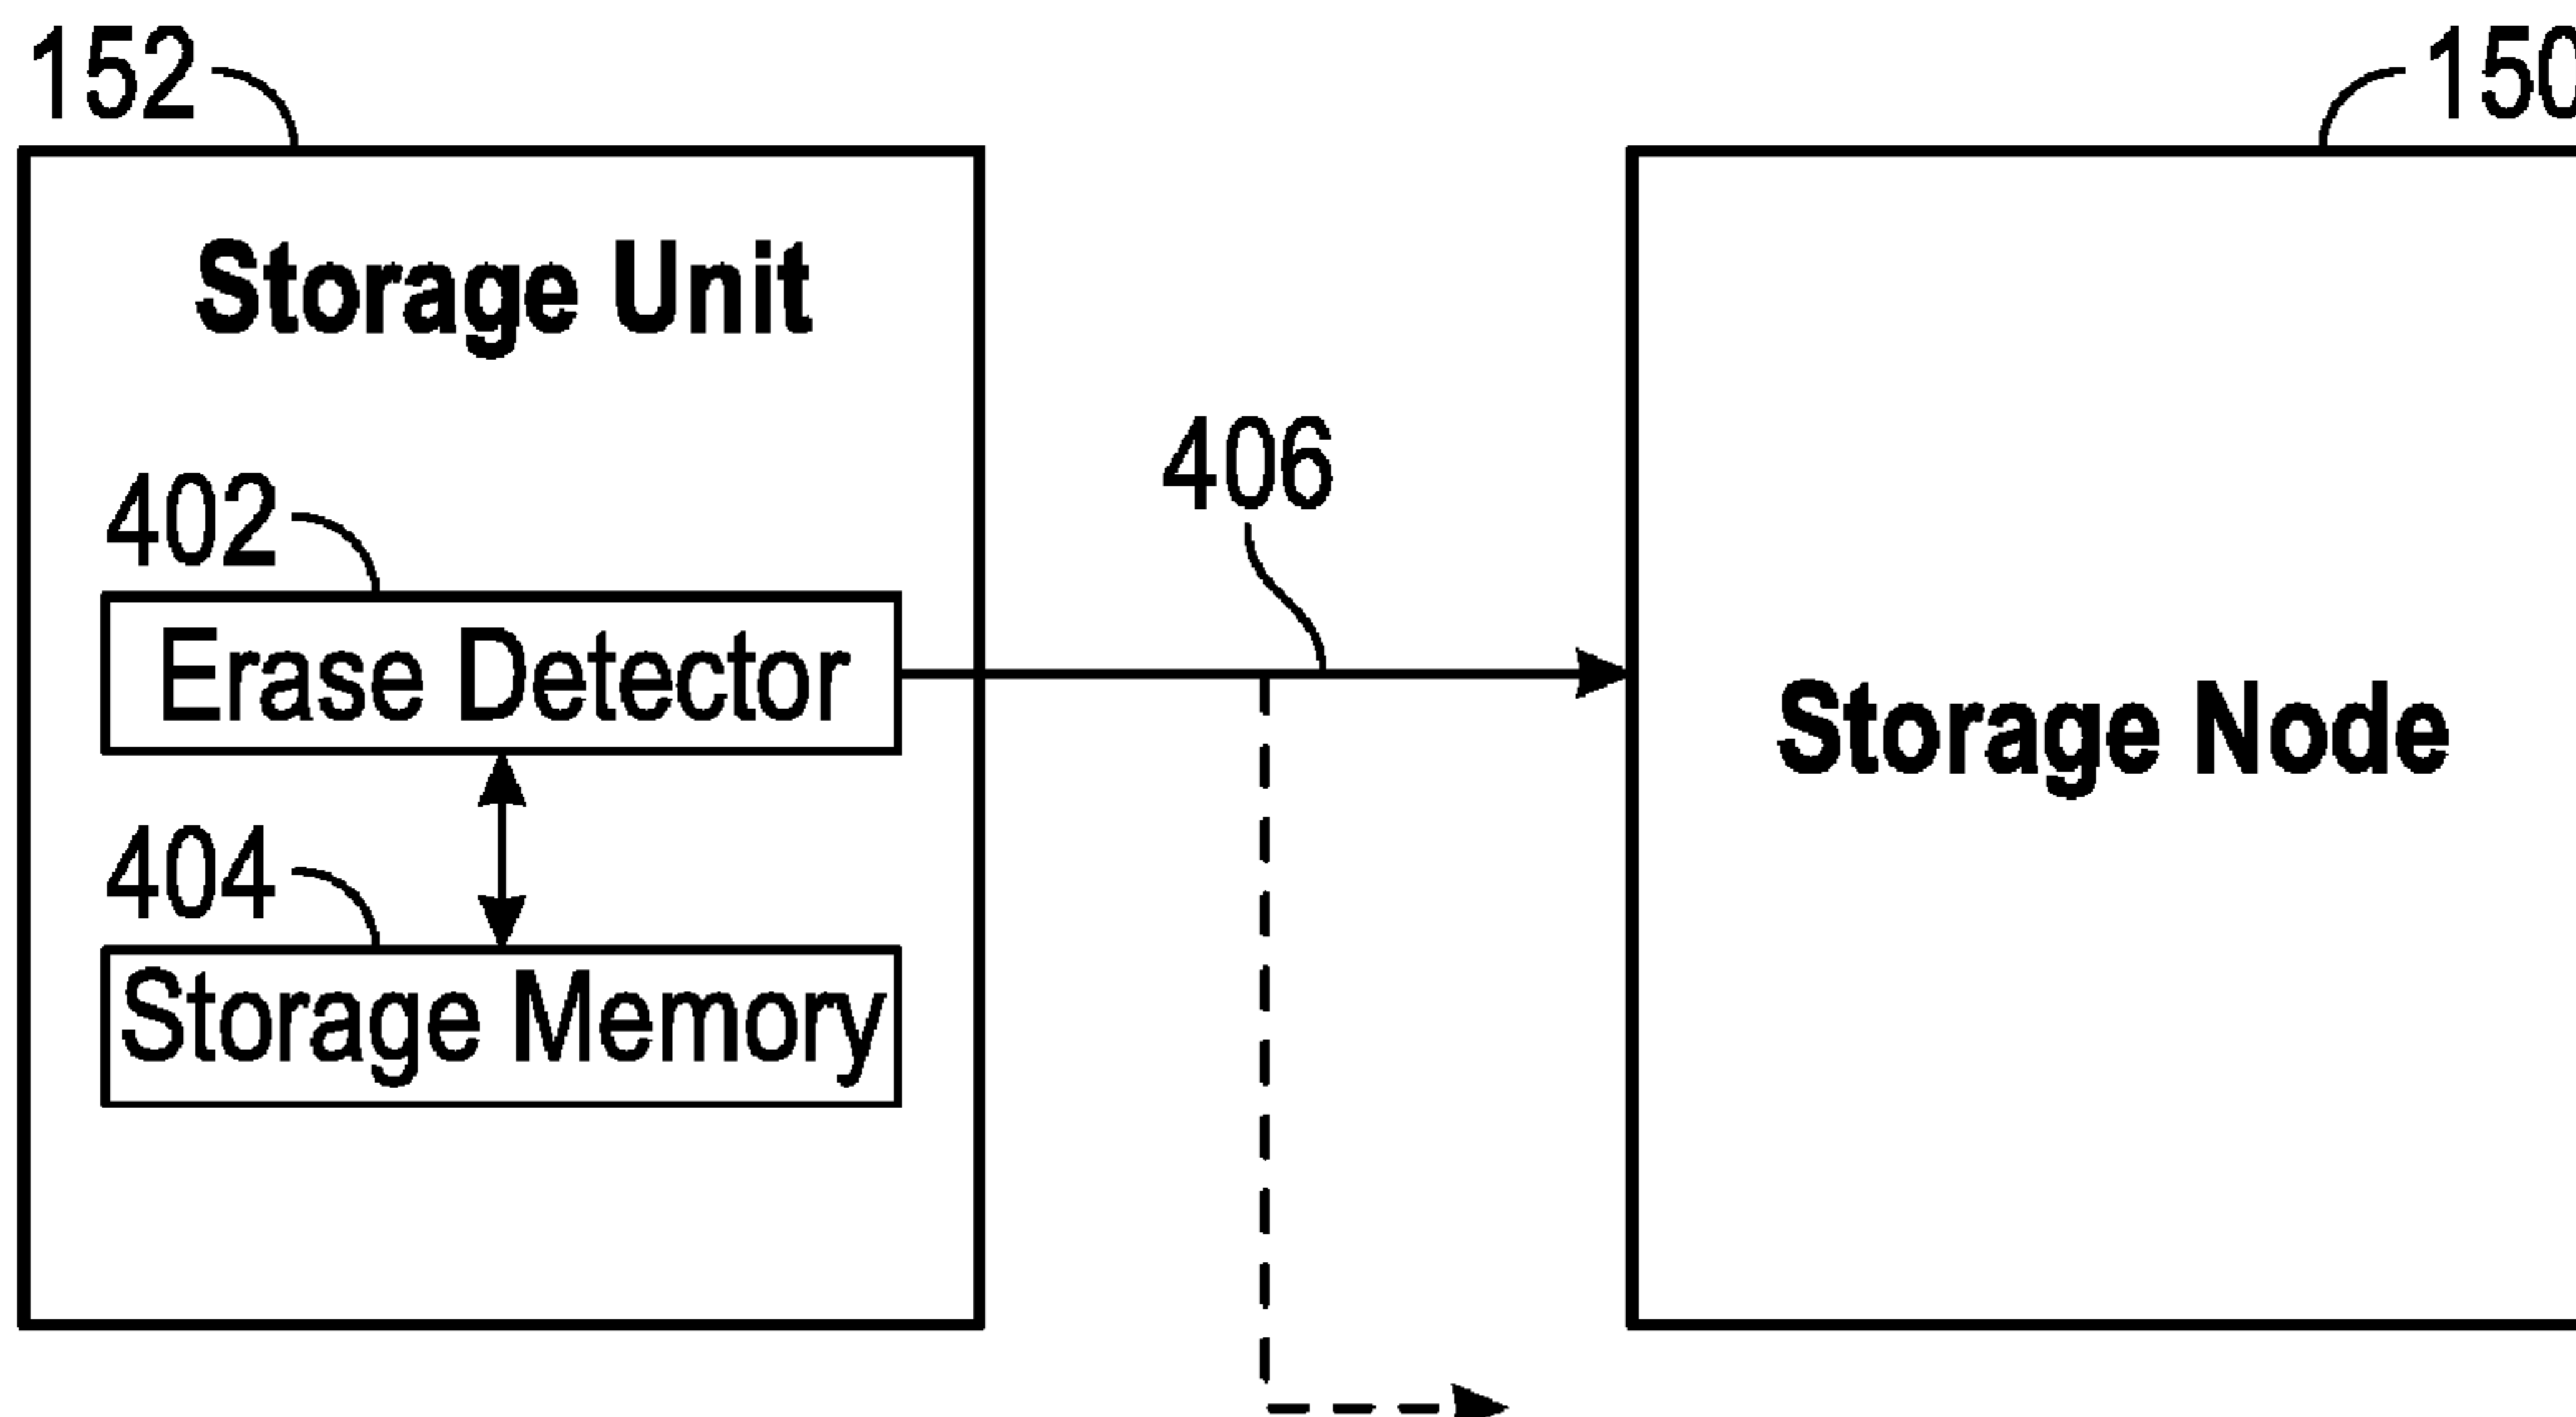 152
150
Storage Unit
406
402
Erase Detector
Storage Node
404
Storage Memory